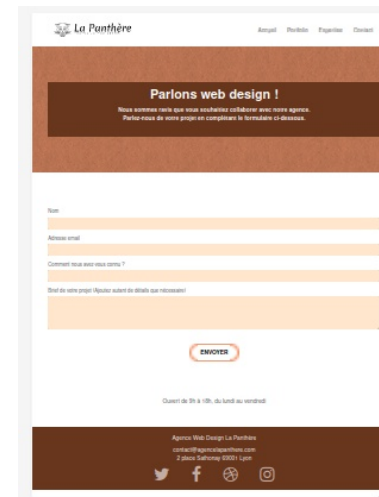 La Panthère
Accueil Portfolio Expertise Contact
Parlons web design !
Nous sommes ravis que vous souhaitiez collaborer avec notre agence.
Parlez-nous de votre projet en complétant le formulaire ci-dessous.
Nom
Adresse email
Comment nous avez-vous connu ?
Brief de votre projet (Ajoutez autant de détails que nécessaire)
ENVOYER
Ouvert de 9h à 19h, du lundi au vendredi
Agence Web Design La Panthère
contact@agencelapanthere.com
2 place Sathonay 69001 Lyon